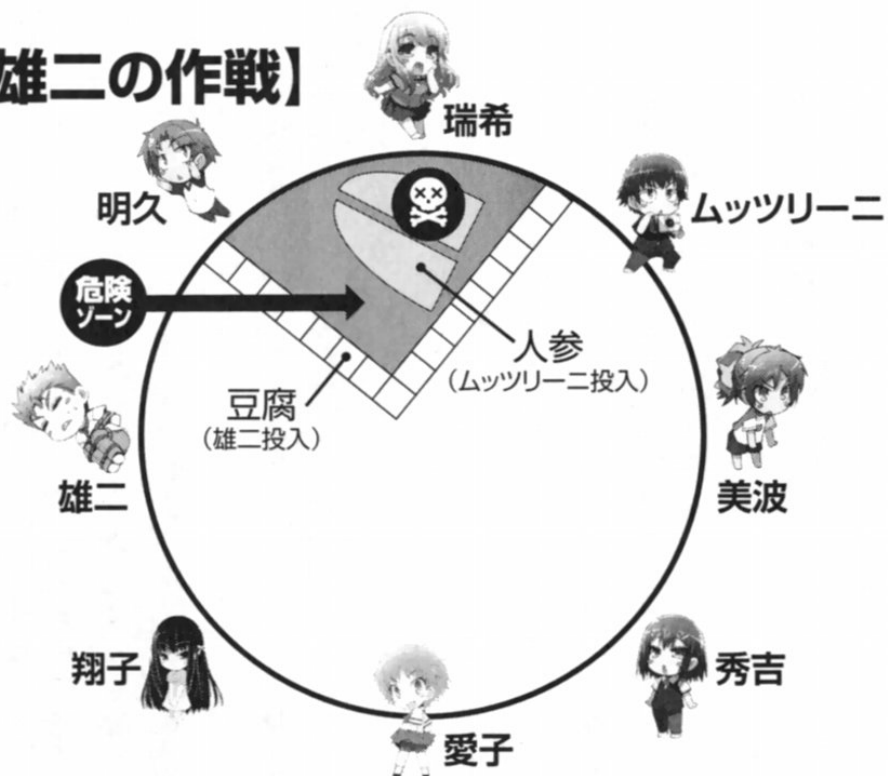 雄二の作戦】
瑞希
明久
ムッツリーニ
危険
ゾーン
人参
（ムッツリーニ投入）
豆腐
（雄二投入）
雄二
美波
翔子
秀吉
愛子